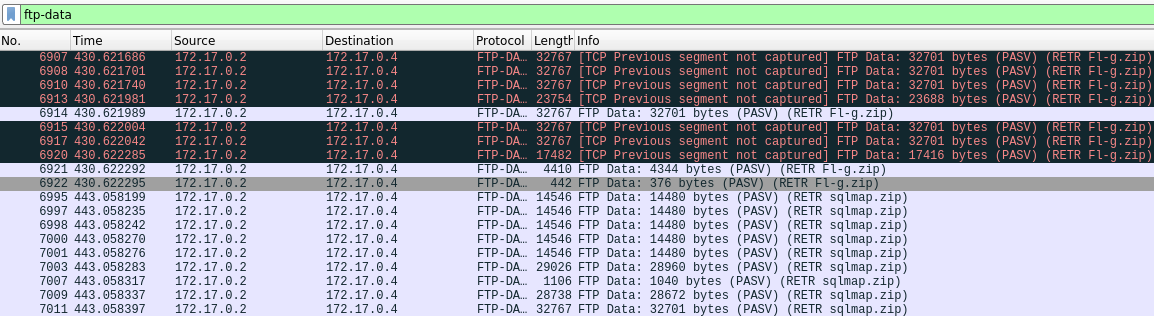 ftp-data
No. Time Source Destination Protocol Length Info
6907 430.621686 172.17.0.2 172.17.0.4 FTP-DA… 32767 [TCP Previous segment not captured] FTP Data: 32701 bytes (PASV) (RETR Fl-g.zip)
6908 430.621701 172.17.0.2 172.17.0.4 FTP-DA… 32767 [TCP Previous segment not captured] FTP Data: 32701 bytes (PASV) (RETR Fl-g.zip)
6910 430.621740 172.17.0.2 172.17.0.4 FTP-DA… 32767 [TCP Previous segment not captured] FTP Data: 32701 bytes (PASV) (RETR Fl-g.zip)
6913 430.621981 172.17.0.2 172.17.0.4 FTP-DA… 23754 [TCP Previous segment not captured] FTP Data: 23688 bytes (PASV) (RETR Fl-g.zip)
6914 430.621989 172.17.0.2 172.17.0.4 FTP-DA… 32767 FTP Data: 32701 bytes (PASV) (RETR Fl-g.zip)
6915 430.622004 172.17.0.2 172.17.0.4 FTP-DA… 32767 [TCP Previous segment not captured] FTP Data: 32701 bytes (PASV) (RETR Fl-g.zip)
6917 430.622042 172.17.0.2 172.17.0.4 FTP-DA… 32767 [TCP Previous segment not captured] FTP Data: 32701 bytes (PASV) (RETR Fl-g.zip)
6920 430.622285 172.17.0.2 172.17.0.4 FTP-DA… 17482 [TCP Previous segment not captured] FTP Data: 17416 bytes (PASV) (RETR Fl-g.zip)
6921 430.622292 172.17.0.2 172.17.0.4 FTP-DA… 4410 FTP Data: 4344 bytes (PASV) (RETR Fl-g.zip)
6922 430.622295 172.17.0.2 172.17.0.4 FTP-DA… 442 FTP Data: 376 bytes (PASV) (RETR Fl-g.zip)
6995 443.058199 172.17.0.2 172.17.0.4 FTP-DA… 14546 FTP Data: 14480 bytes (PASV) (RETR sqlmap.zip)
6997 443.058235 172.17.0.2 172.17.0.4 FTP-DA… 14546 FTP Data: 14480 bytes (PASV) (RETR sqlmap.zip)
6998 443.058242 172.17.0.2 172.17.0.4 FTP-DA… 14546 FTP Data: 14480 bytes (PASV) (RETR sqlmap.zip)
7000 443.058270 172.17.0.2 172.17.0.4 FTP-DA… 14546 FTP Data: 14480 bytes (PASV) (RETR sqlmap.zip)
7001 443.058276 172.17.0.2 172.17.0.4 FTP-DA… 14546 FTP Data: 14480 bytes (PASV) (RETR sqlmap.zip)
7003 443.058283 172.17.0.2 172.17.0.4 FTP-DA… 29026 FTP Data: 28960 bytes (PASV) (RETR sqlmap.zip)
7007 443.058317 172.17.0.2 172.17.0.4 FTP-DA… 1106 FTP Data: 1040 bytes (PASV) (RETR sqlmap.zip)
7009 443.058337 172.17.0.2 172.17.0.4 FTP-DA… 28738 FTP Data: 28672 bytes (PASV) (RETR sqlmap.zip)
7011 443.058397 172.17.0.2 172.17.0.4 FTP-DA… 32767 FTP Data: 32701 bytes (PASV) (RETR sqlmap.zip)